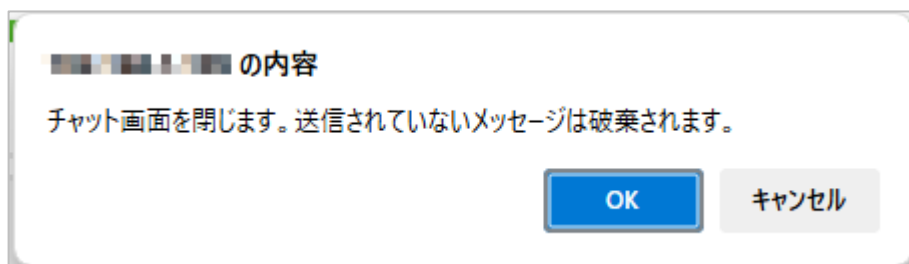 の内容
チャット画面を閉じます。送信されていないメッセージは破棄されます。
OK
キャンセル